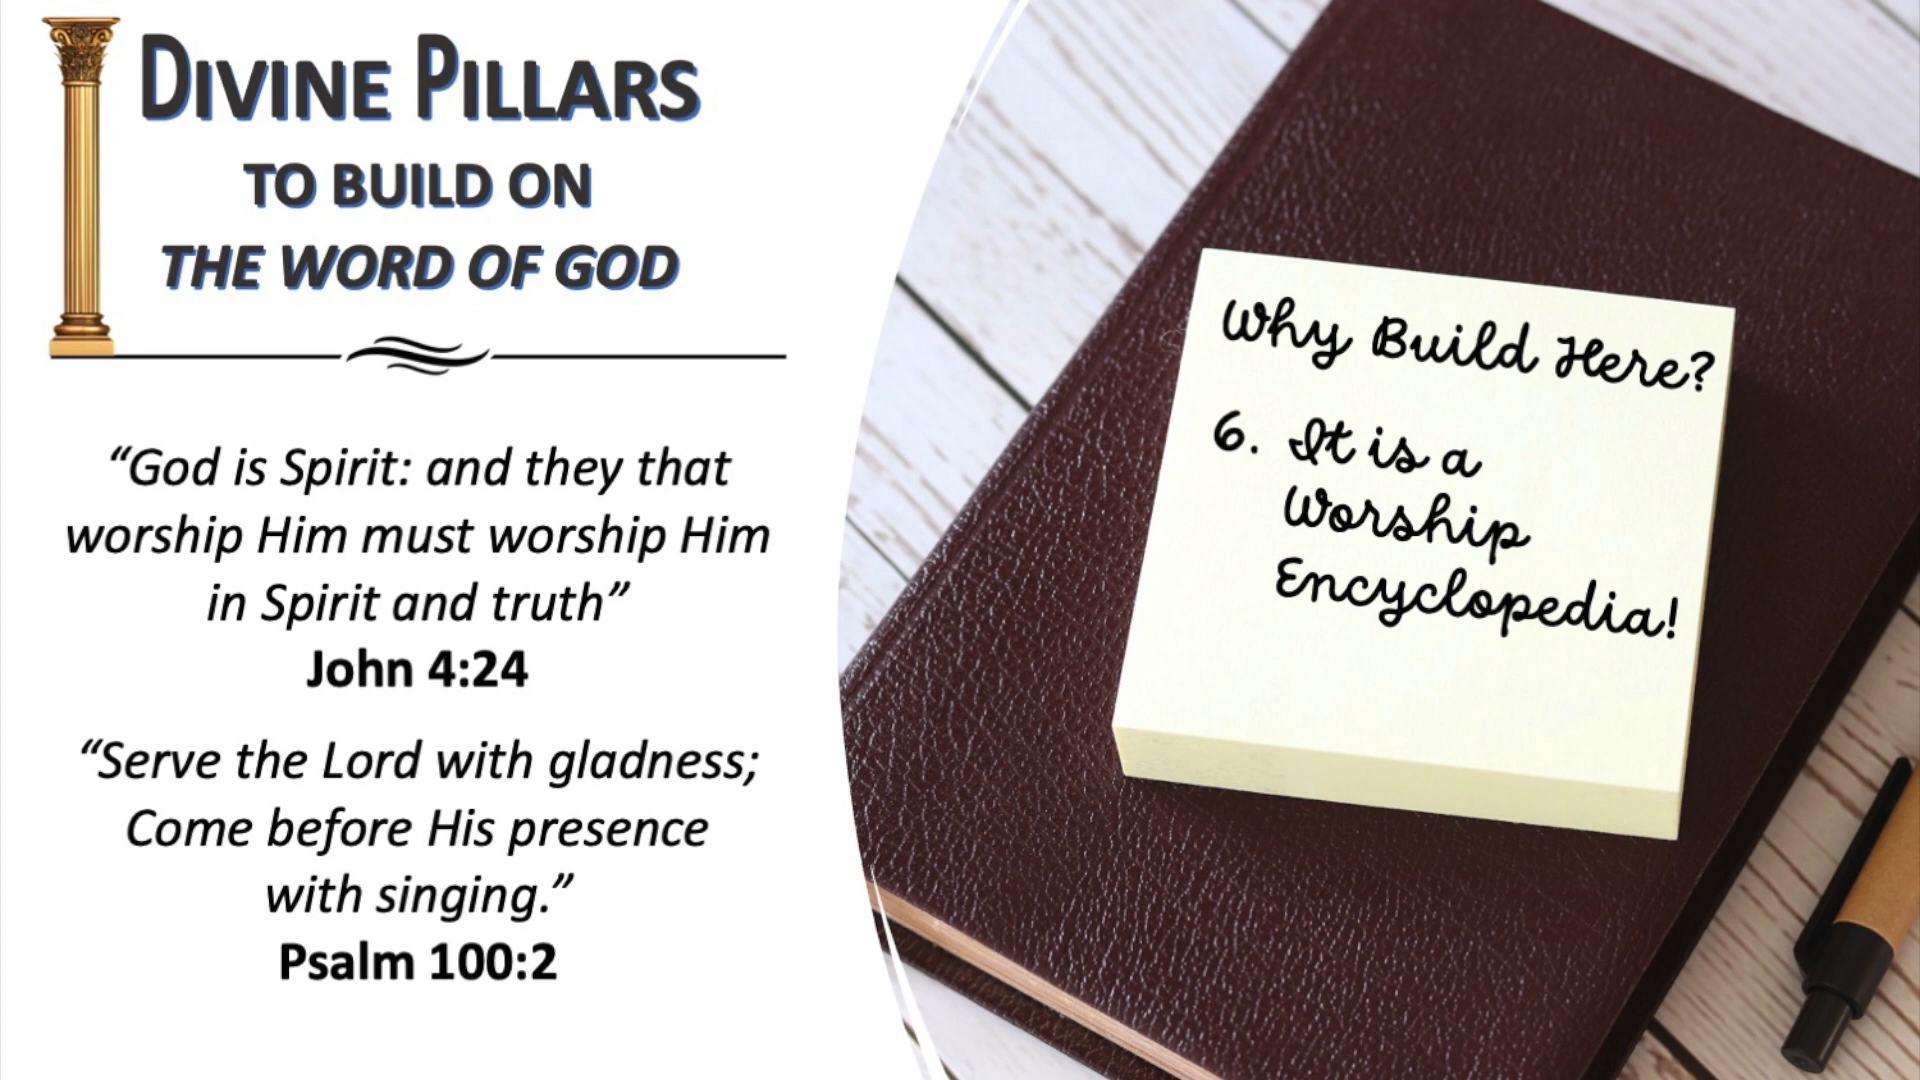 DIVINE PILLARS
TO BUILD ON
THE WORD OF GOD
“God is Spirit: and they that
worship Him must worship Him
in Spirit and truth”
John 4:24
“Serve the Lord with gladness;
Come before His presence
with singing.”
Psalm 100:2
Why Build Here?
6. It is a
Worship
Encyclopedia!